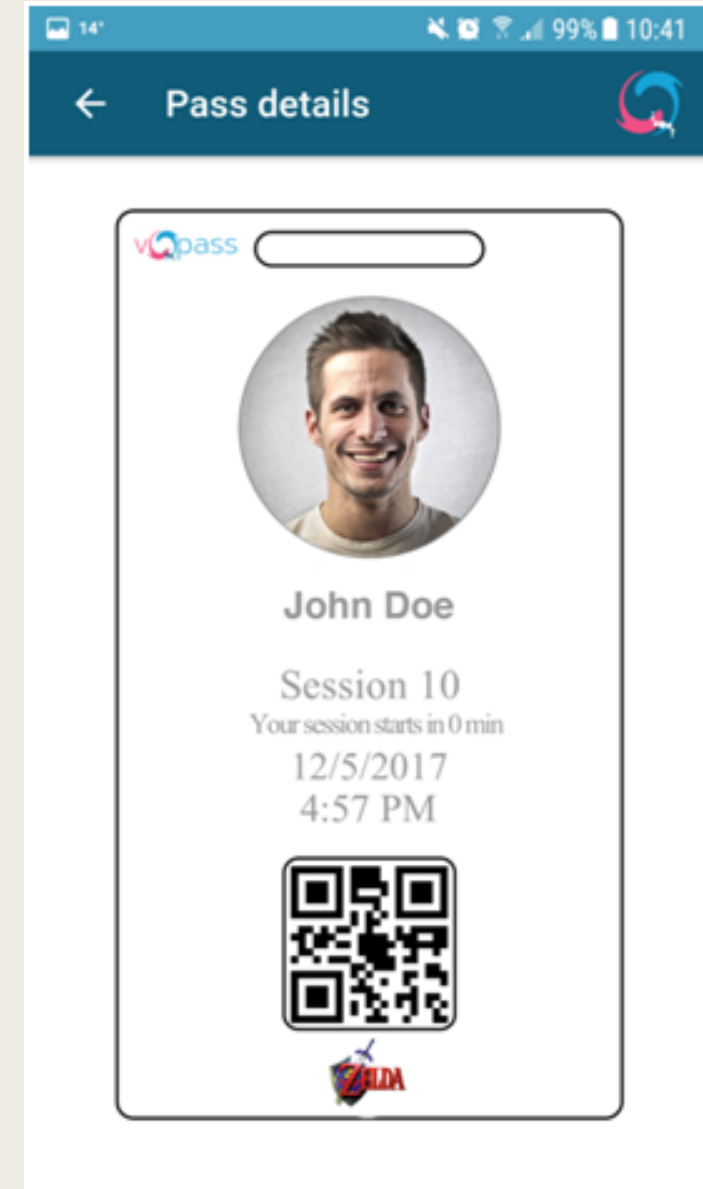 14°
99% 10:41
Pass details
vQpass
John Doe
Session 10
Your session starts in 0 min
12/5/2017
4:57 PM
ZELDA